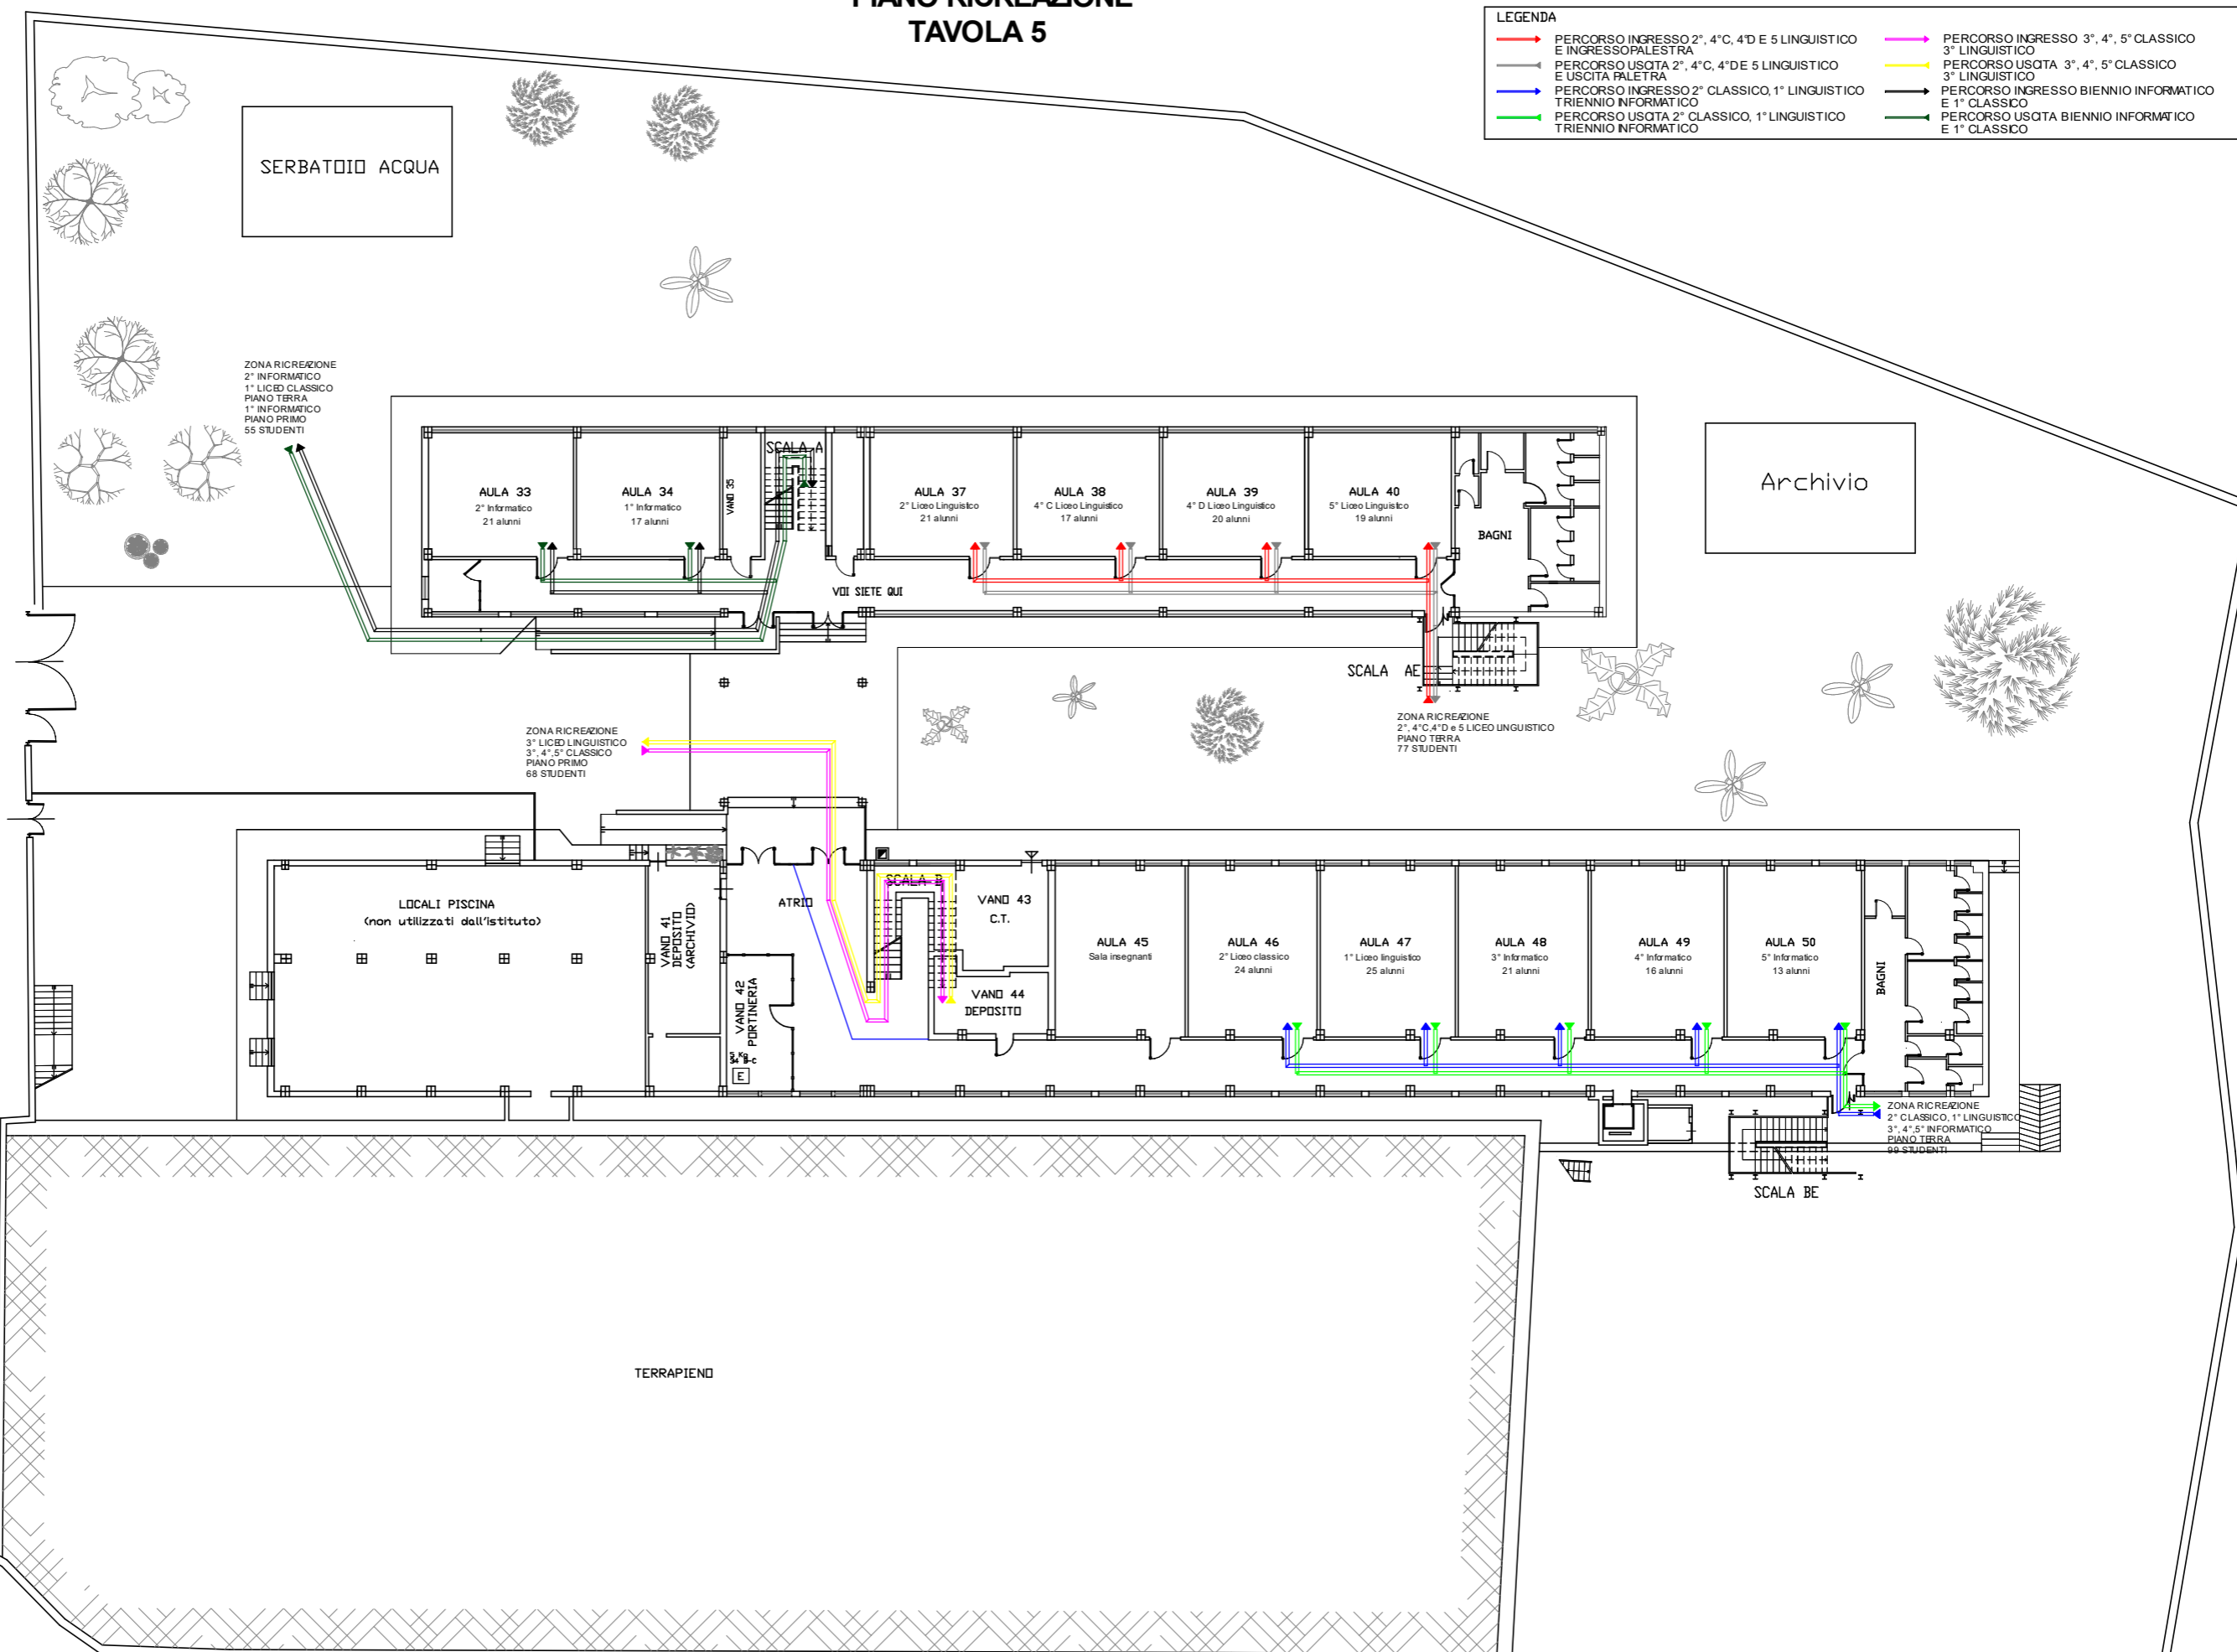 PIANO RICREAZIONE
TAVOLA 5
LEGENDA
PERCORSO INGRESSO 2°, 4°C, 4°D E 5 LINGUISTICO
E INGRESSO PALESTRA
PERCORSO USCITA 2°, 4°C, 4°D E 5 LINGUISTICO
E USCITA PALETRA
PERCORSO INGRESSO 2° CLASSICO, 1° LINGUISTICO
TRIENNIO INFORMATICO
PERCORSO USCITA 2° CLASSICO, 1° LINGUISTICO
TRIENNIO INFORMATICO
PERCORSO INGRESSO 3°, 4°, 5° CLASSICO
3° LINGUISTICO
PERCORSO USCITA 3°, 4°, 5° CLASSICO
3° LINGUISTICO
PERCORSO INGRESSO BIENNIO INFORMATICO
E 1° CLASSICO
PERCORSO USCITA BIENNIO INFORMATICO
E 1° CLASSICO
SERBATOIO ACQUA
ZONA RICREAZIONE
2° INFORMATICO
1° LICEO CLASSICO
PIANO TERRA
1° INFORMATICO
PIANO PRIMO
55 STUDENTI
AULA 33
2° Informatico
21 alunni
AULA 34
1° Informatico
17 alunni
VANO 35
SCALA A
AULA 37
2° Liceo Linguistico
21 alunni
AULA 38
4° C Liceo Linguistico
17 alunni
AULA 39
4° D Liceo Linguistico
20 alunni
AULA 40
5° Liceo Linguistico
19 alunni
BAGNI
Archivio
VOI SIETE QUI
SCALA AE
ZONA RICREAZIONE
2°, 4°C,4°D e 5 LICEO LINGUISTICO
PIANO TERRA
77 STUDENTI
ZONA RICREAZIONE
3° LICEO LINGUISTICO
3°, 4°,5° CLASSICO
PIANO PRIMO
68 STUDENTI
LOCALI PISCINA
(non utilizzati dall'istituto)
VANO 41
DEPOSITO
(ARCHIVIO)
ATRIO
VANO 42
PORTINERIA
E
SCALA B
VANO 43
C.T.
VANO 44
DEPOSITO
AULA 45
Sala insegnanti
AULA 46
2° Liceo classico
24 alunni
AULA 47
1° Liceo linguistico
25 alunni
AULA 48
3° Informatico
21 alunni
AULA 49
4° Informatico
16 alunni
AULA 50
5° Informatico
13 alunni
BAGNI
ZONA RICREAZIONE
2° CLASSICO, 1° LINGUISTICO
3°, 4°,5° INFORMATICO
PIANO TERRA
99 STUDENTI
SCALA BE
TERRAPIENO